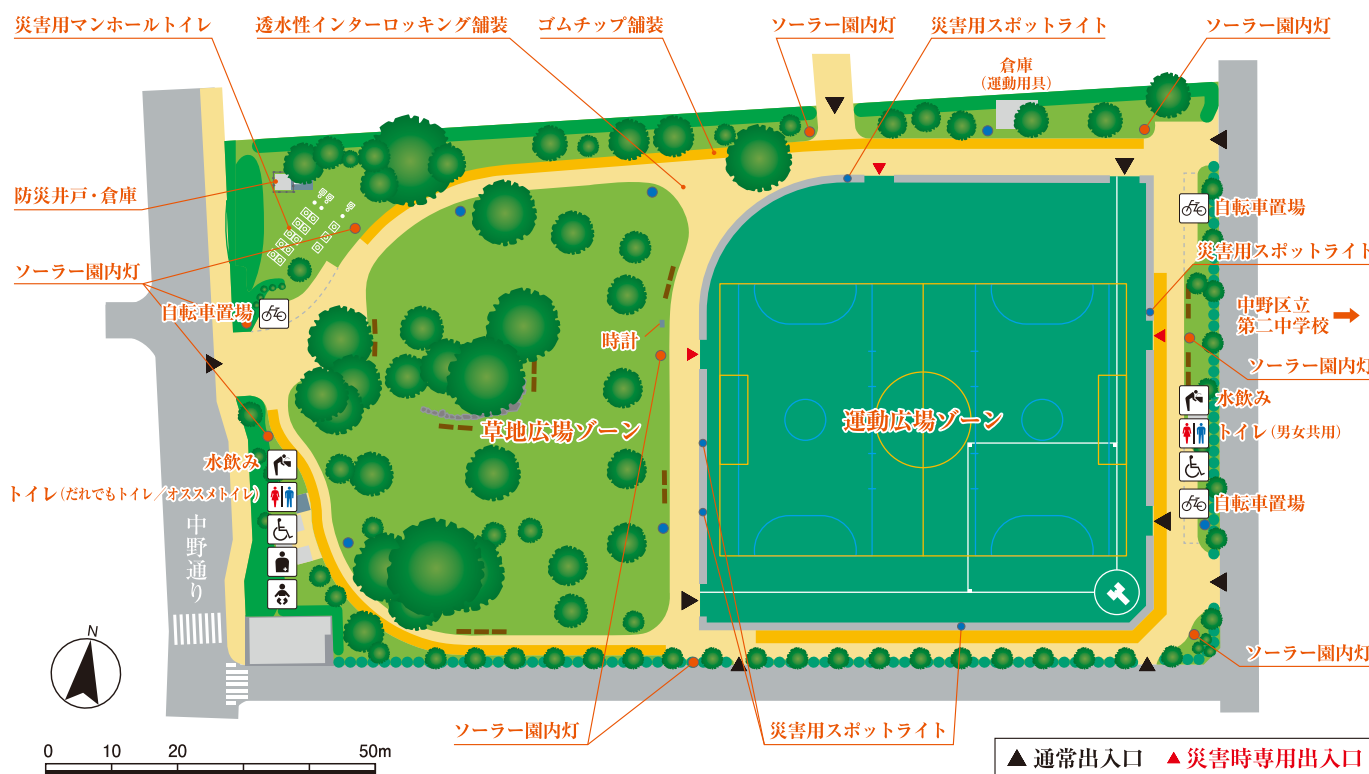 災害用マンホールトイレ
透水性インターロッキング舗装
ゴムチップ舗装
ソーラー園内灯
災害用スポットライト
ソーラー園内灯
倉庫
(運動用具)
防災井戸・倉庫
自転車置場
災害用スポットライト
ソーラー園内灯
自転車置場
中野区立
第二中学校
時計
ソーラー園内灯
水飲み
草地広場ゾーン
運動広場ゾーン
トイレ(男女共用)
水飲み
トイレ(だれでもトイレ/オススメトイレ)
自転車置場
中野通り
N
ソーラー園内灯
ソーラー園内灯
災害用スポットライト
0 10 20 50m
▲通常出入口 ▲災害時専用出入口